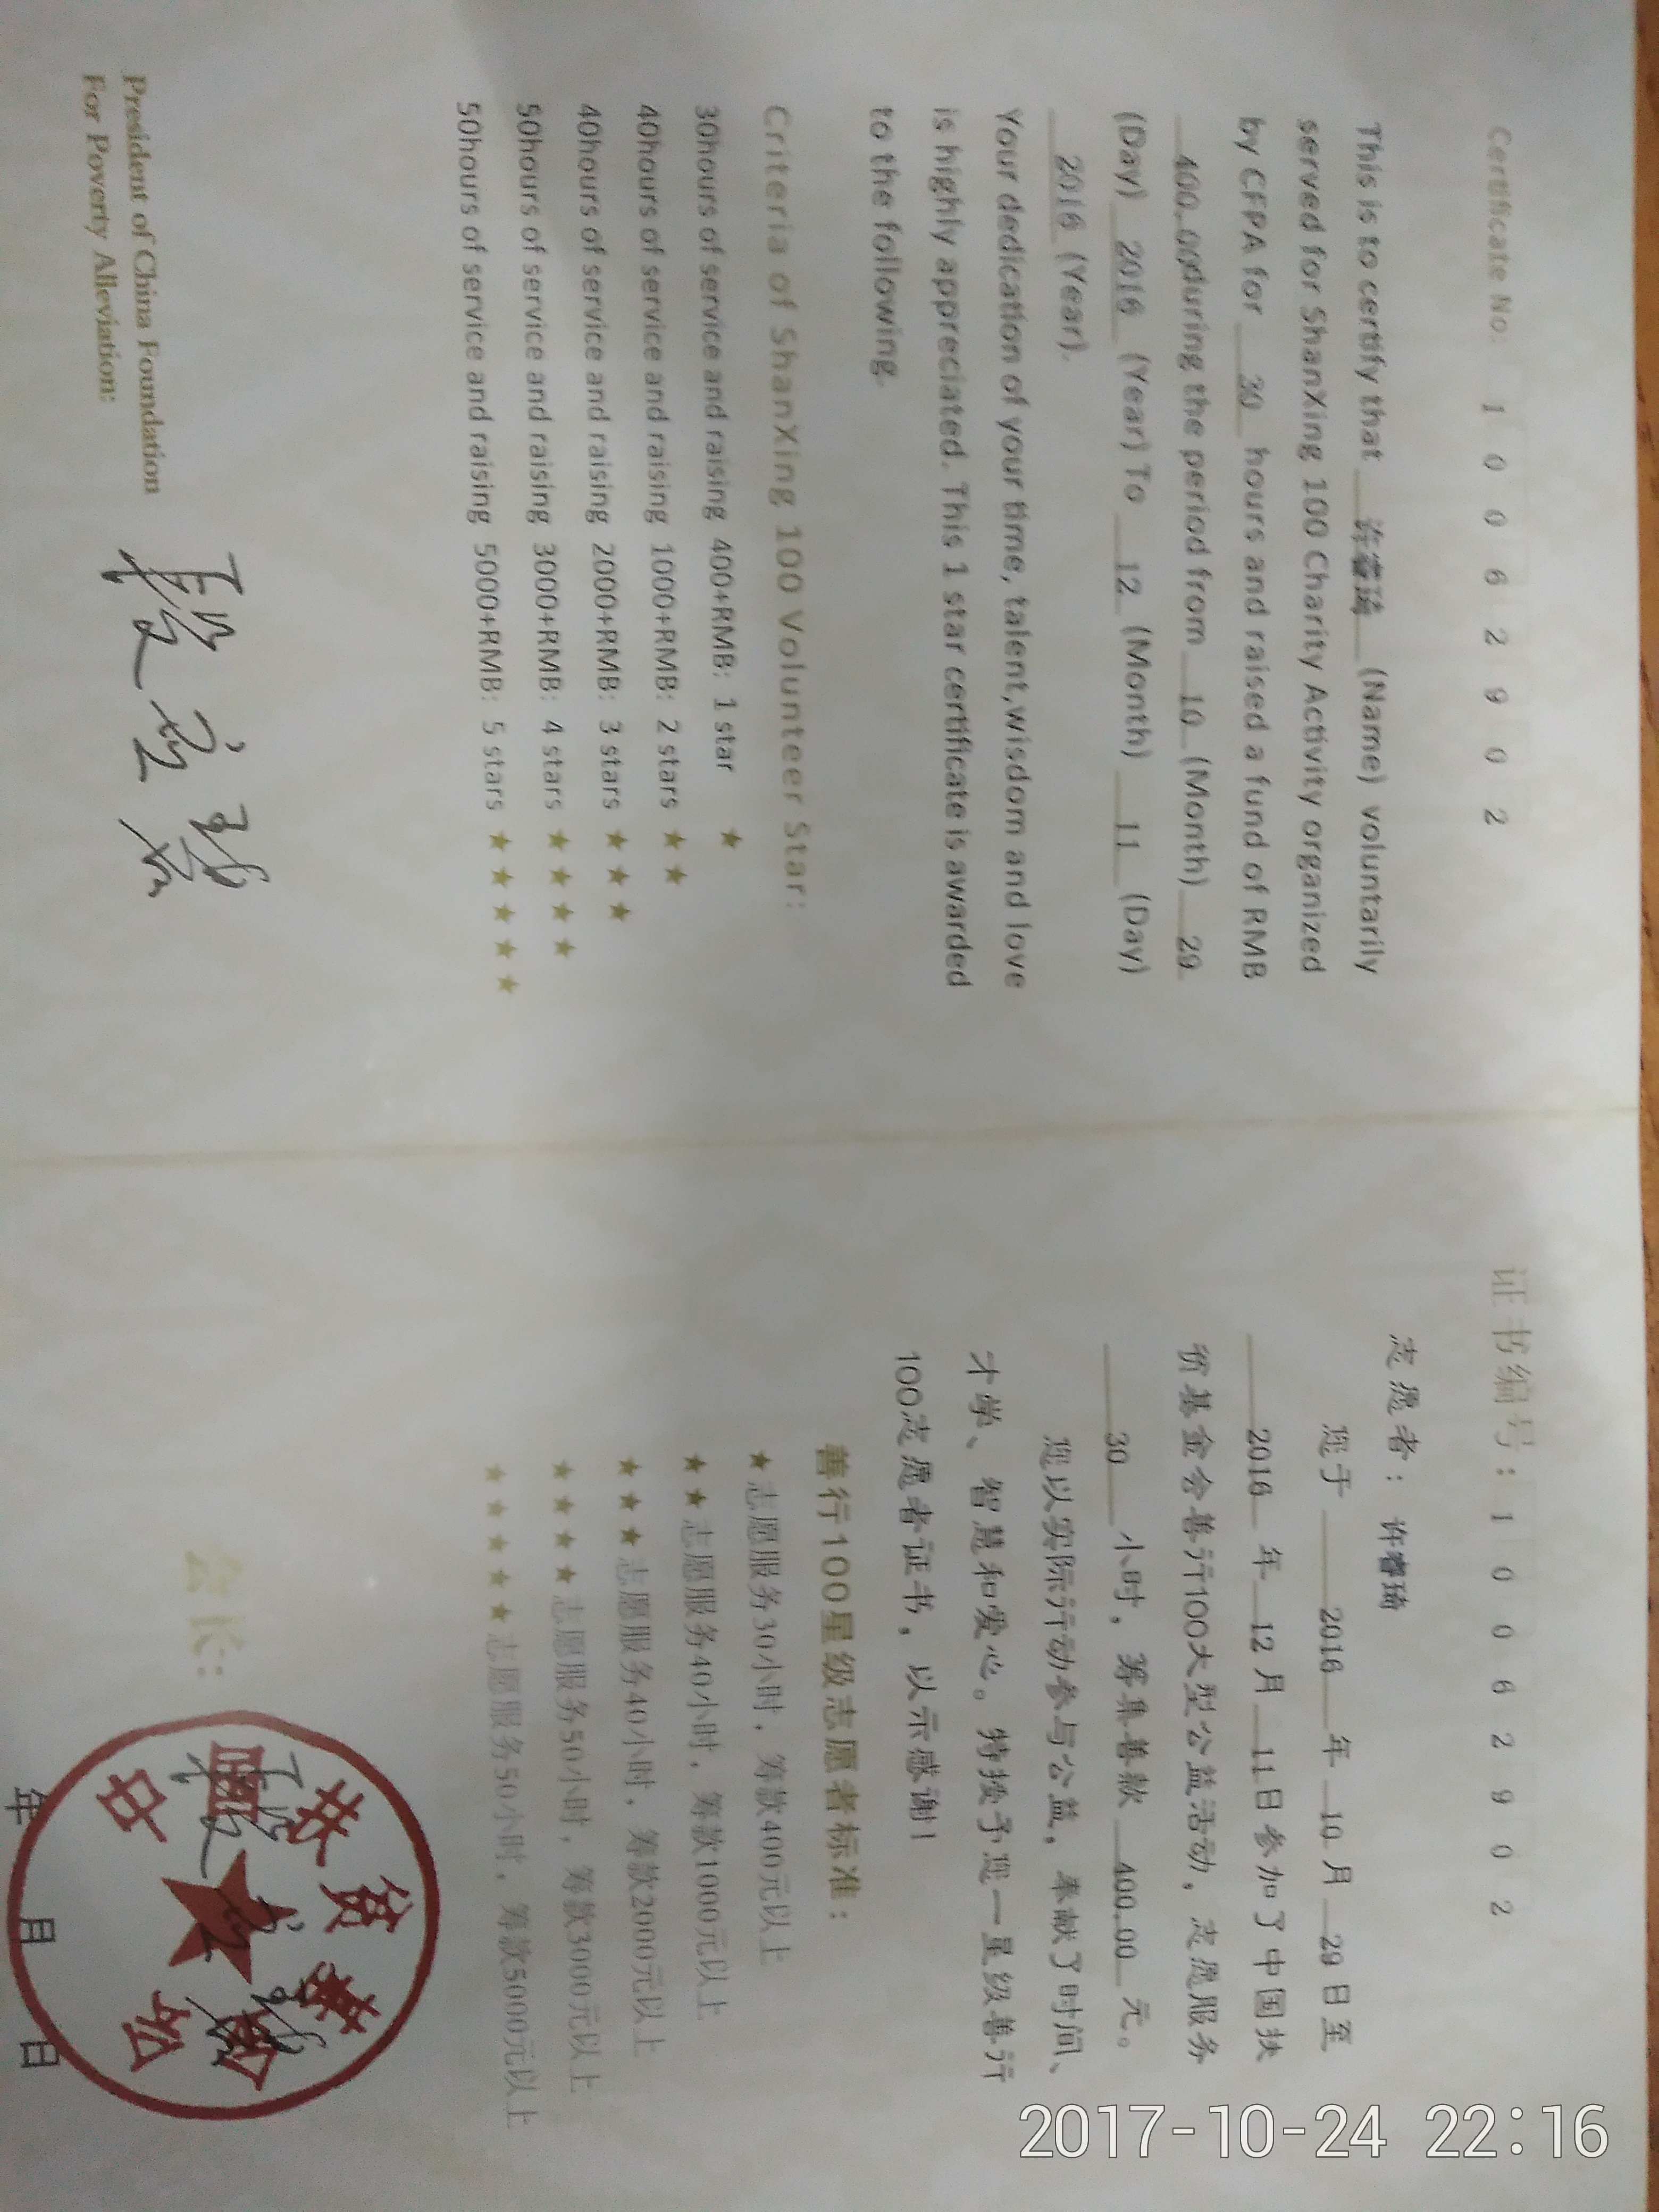 Certificate No: 1 0 0 6 2 9 0 2
This is to certify that 许睿琦 (Name) voluntarily
served for ShanXing 100 Charity Activity organized
by CFPA for 30 hours and raised a fund of RMB
400.00during the period from 10 (Month) 29
(Day) 2016 (Year) To 12 (Month) 11 (Day)
2016 (Year).
Your dedication of your time, talent,wisdom and love
is highly appreciated. This 1 star certificate is awarded
to the following.
Criteria of ShanXing 100 Volunteer Star:
30hours of service and raising 400+RMB: 1 star ★
40hours of service and raising 1000+RMB: 2 stars ★★
40hours of service and raising 2000+RMB: 3 stars ★★★
50hours of service and raising 3000+RMB: 4 stars ★★★★
50hours of service and raising 5000+RMB: 5 stars ★★★★★
President of China Foundation
For Poverty Alleviation:
证书编号: 1 0 0 6 2 9 0 2
志愿者: 许睿琦
您于 2016 年 10 月 29 日至
2016 年 12 月 11日参加了中国扶
贫基金会善行100大型公益活动，志愿服务
30 小时，筹集善款 400.00 元。
您以实际行动参与公益，奉献了时间、
才学、智慧和爱心。特授予您一星级善行
100志愿者证书，以示感谢！
善行100星级志愿者标准:
★志愿服务30小时，筹款400元以上
★★志愿服务40小时，筹款1000元以上
★★★志愿服务40小时，筹款2000元以上
★★★★志愿服务50小时，筹款3000元以上
★★★★★志愿服务50小时，筹款5000元以上
会长:
中国扶贫基金会
年 月 日
2017-10-24 22:16